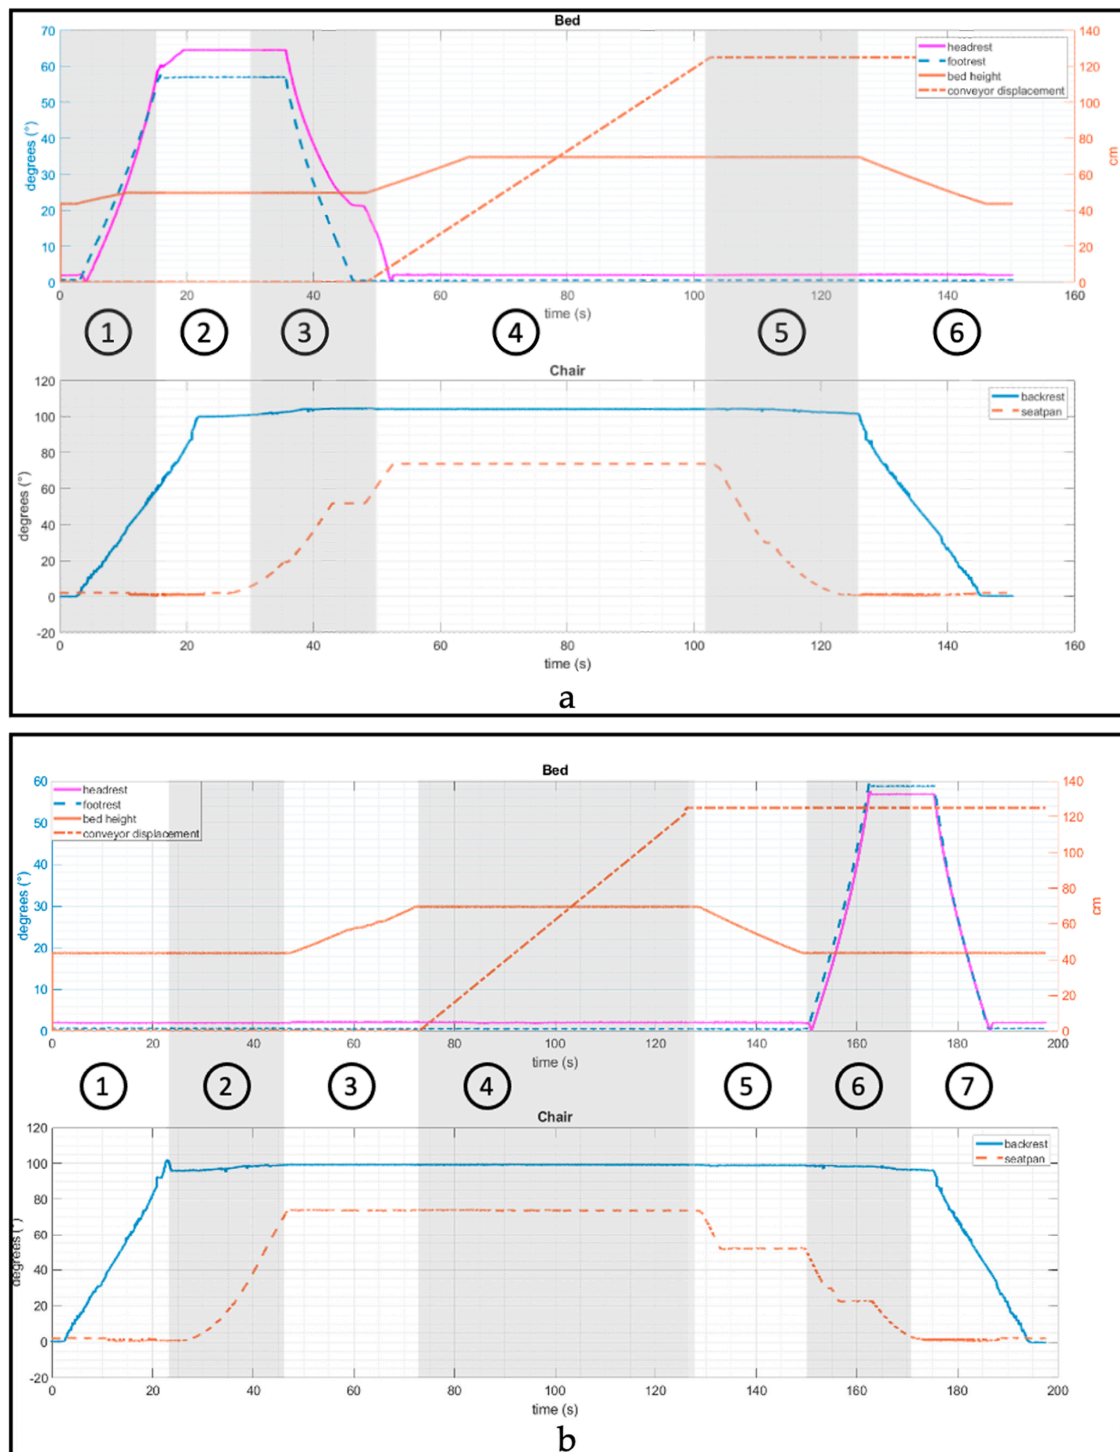 Bed
70
60
50
40
30
20
10
0
degrees (°)
140
120
100
80
60
40
20
0
cm
headrest
footrest
bed height
conveyor displacement
0 20 40 60 80 100 120 140 160
time (s)
1 2 3 4 5 6
Chair
120
100
80
60
40
20
0
-20
degrees (°)
backrest
seatpan
0 20 40 60 80 100 120 140 160
time (s)
a
Bed
60
50
40
30
20
10
0
degrees (°)
headrest
footrest
bed height
conveyor displacement
140
120
100
80
60
40
20
0
cm
0 20 40 60 80 100 120 140 160 180 200
time (s)
1 2 3 4 5 6 7
Chair
120
100
80
60
40
20
0
-20
degrees (°)
backrest
seatpan
0 20 40 60 80 100 120 140 160 180 200
time (s)
b